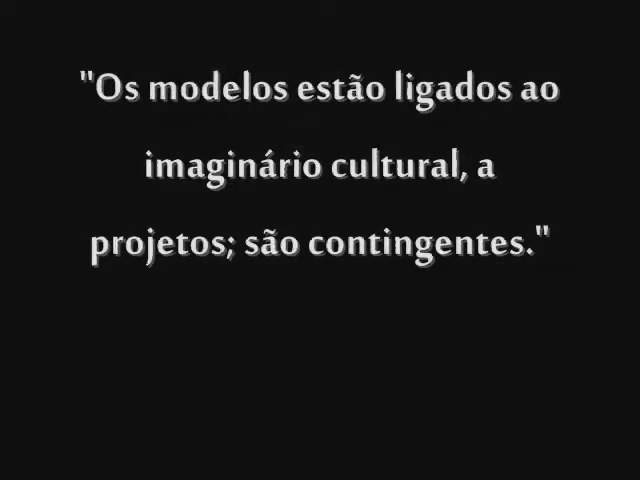 "Os modelos estão ligados ao
imaginário cultural, a
projetos; são contingentes."